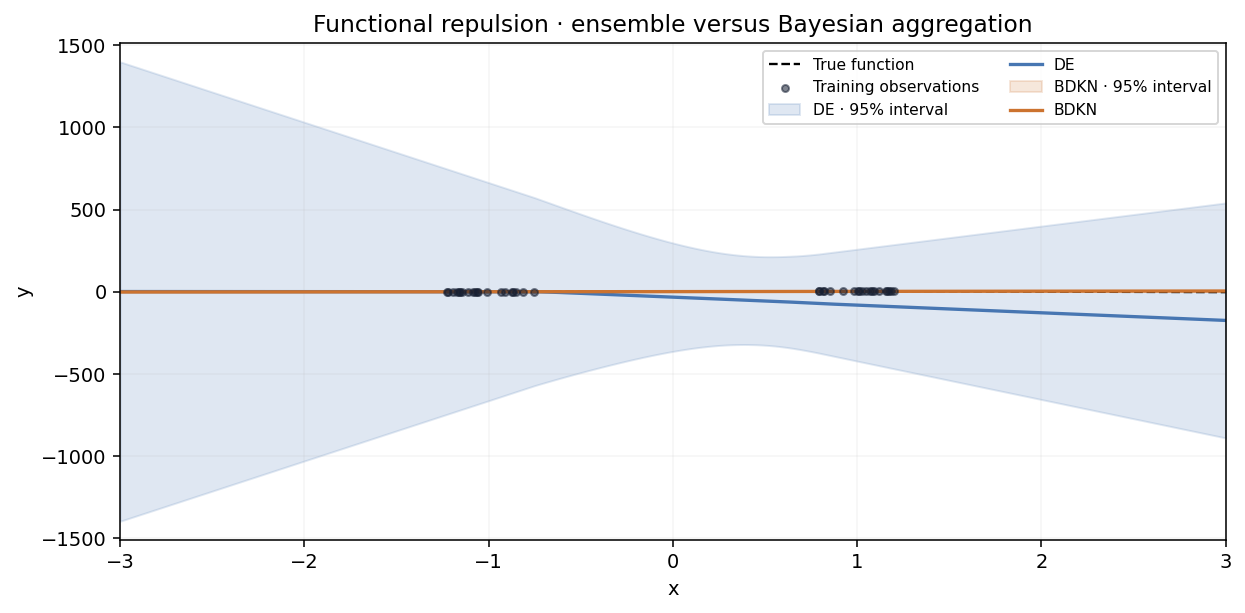 Functional repulsion · ensemble versus Bayesian aggregation
1500
1000
500
0
−500
−1000
−1500
y
True function
Training observations
DE · 95% interval
DE
BDKN · 95% interval
BDKN
−3 −2 −1 0 1 2 3
x